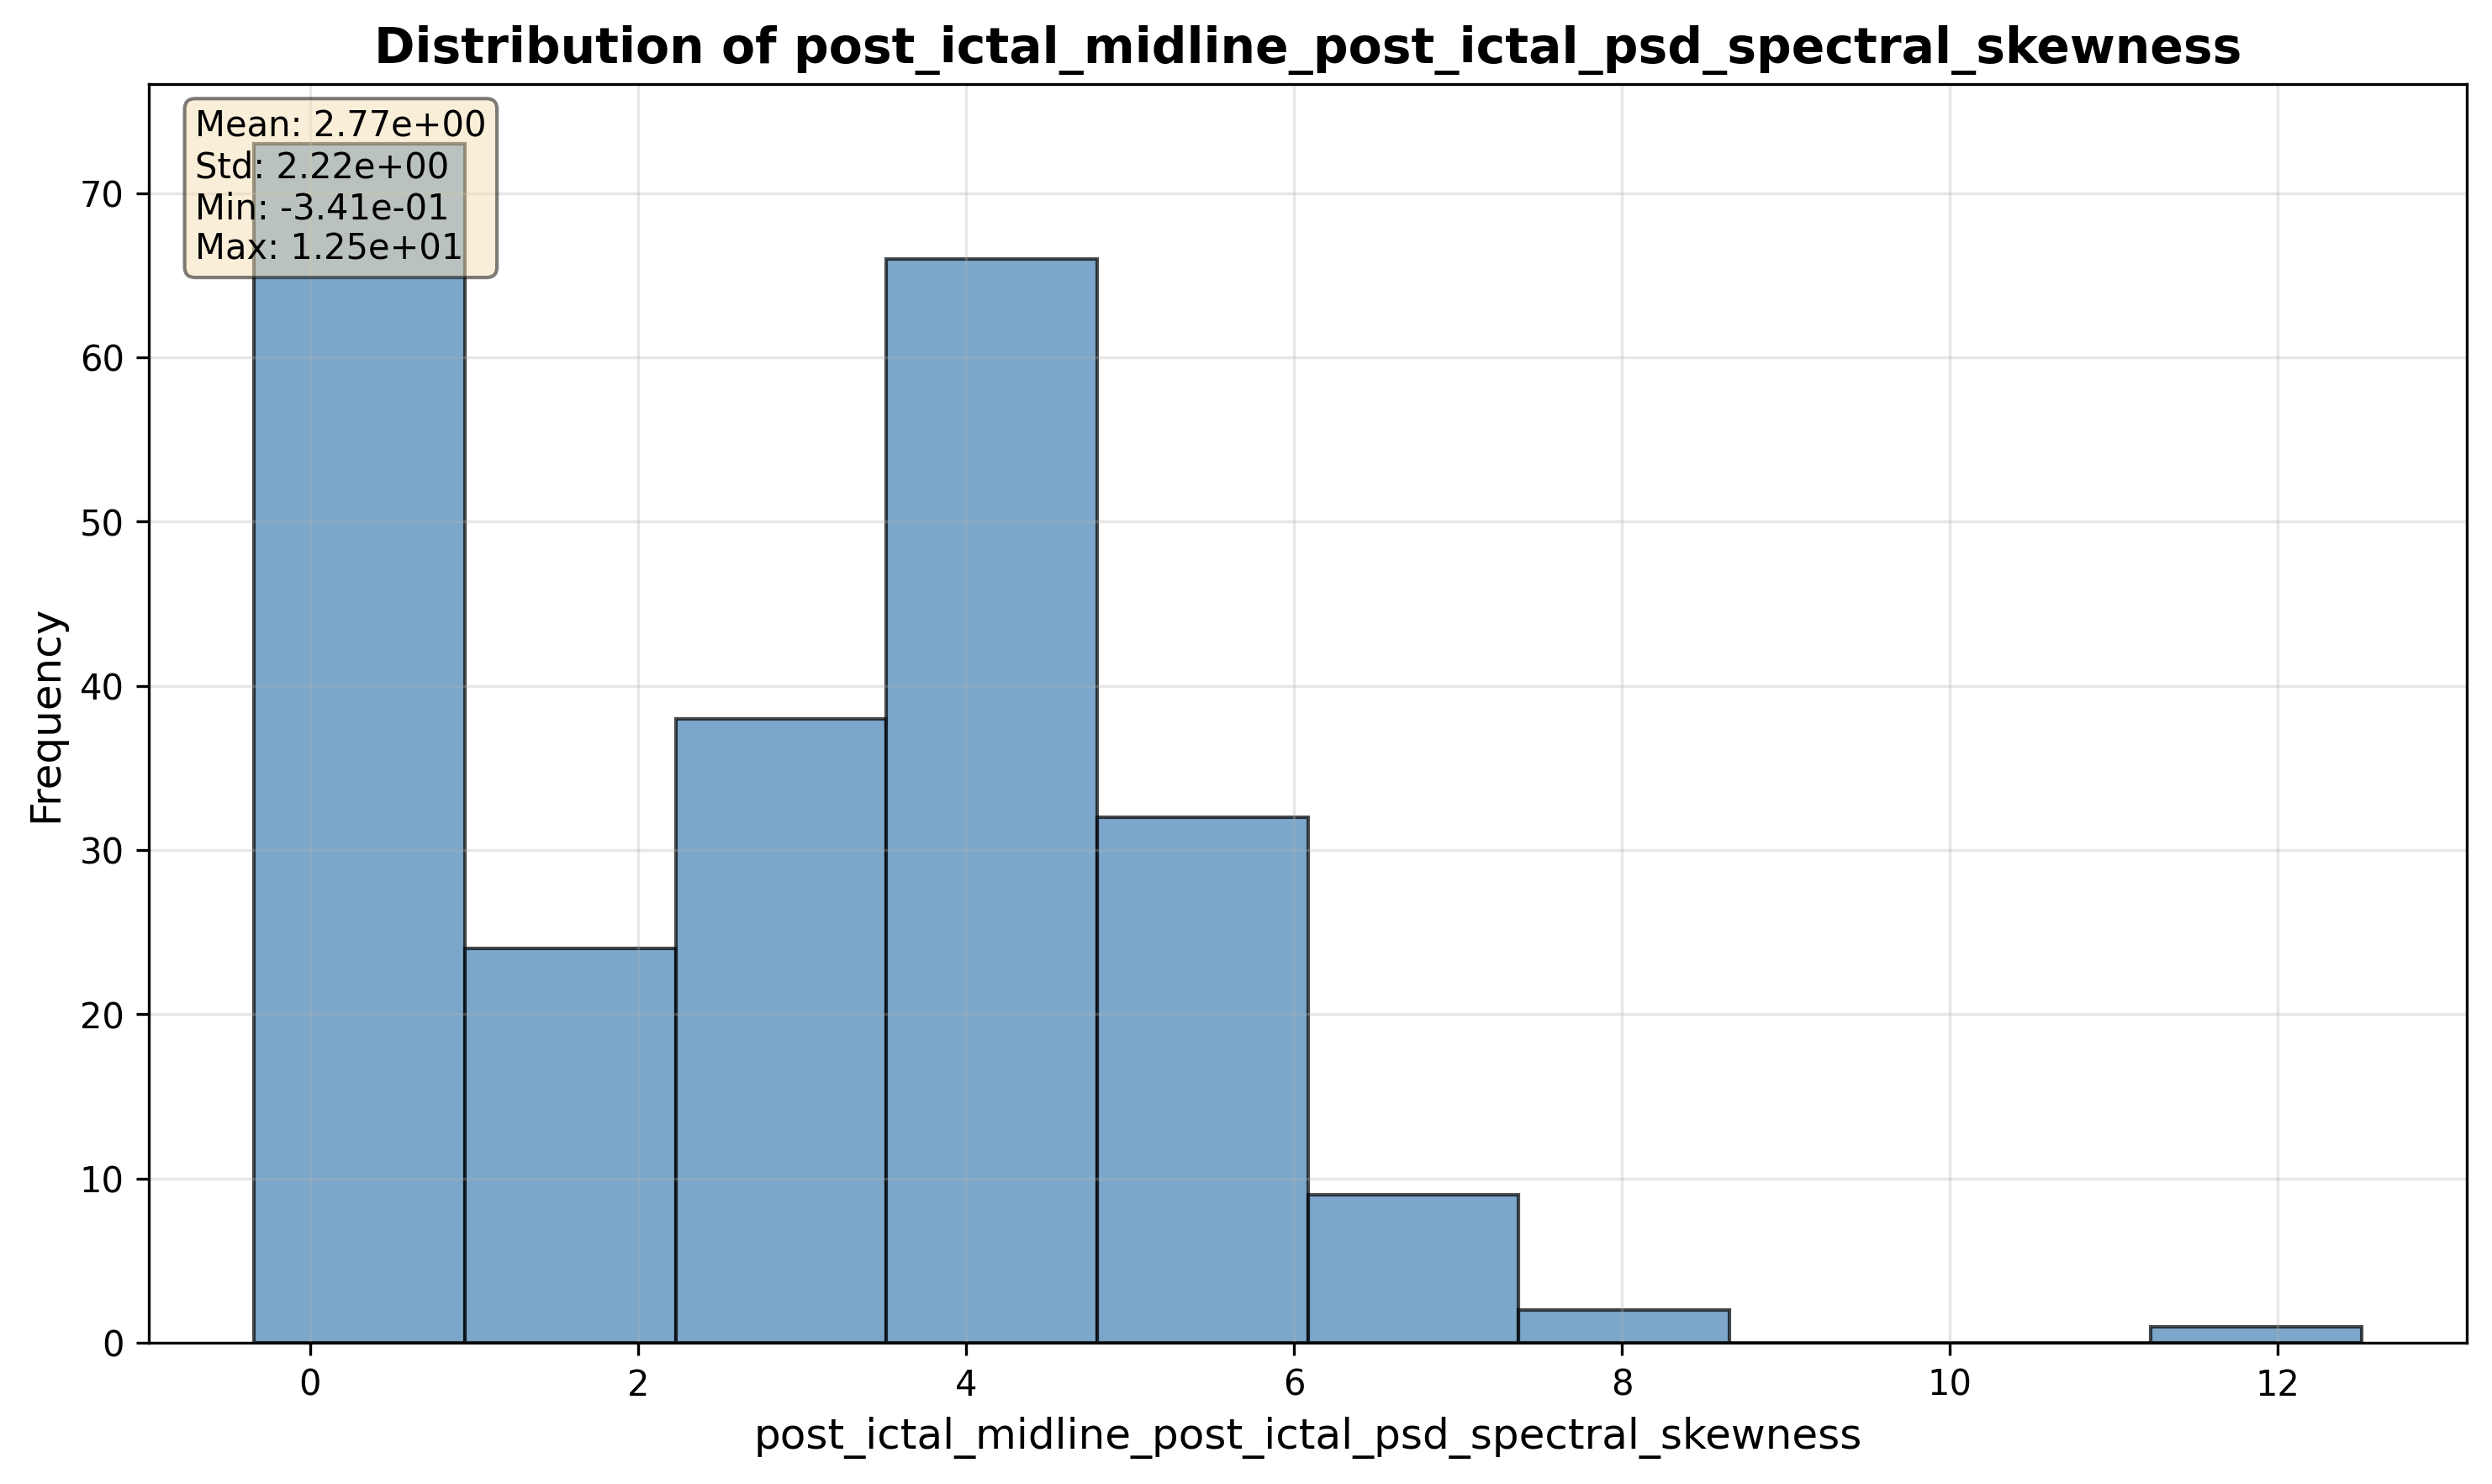 Distribution of post_ictal_midline_post_ictal_psd_spectral_skewness
Mean: 2.77e+00
Std: 2.22e+00
Min: -3.41e-01
Max: 1.25e+01
Frequency
70
60
50
40
30
20
10
0
0 2 4 6 8 10 12
post_ictal_midline_post_ictal_psd_spectral_skewness